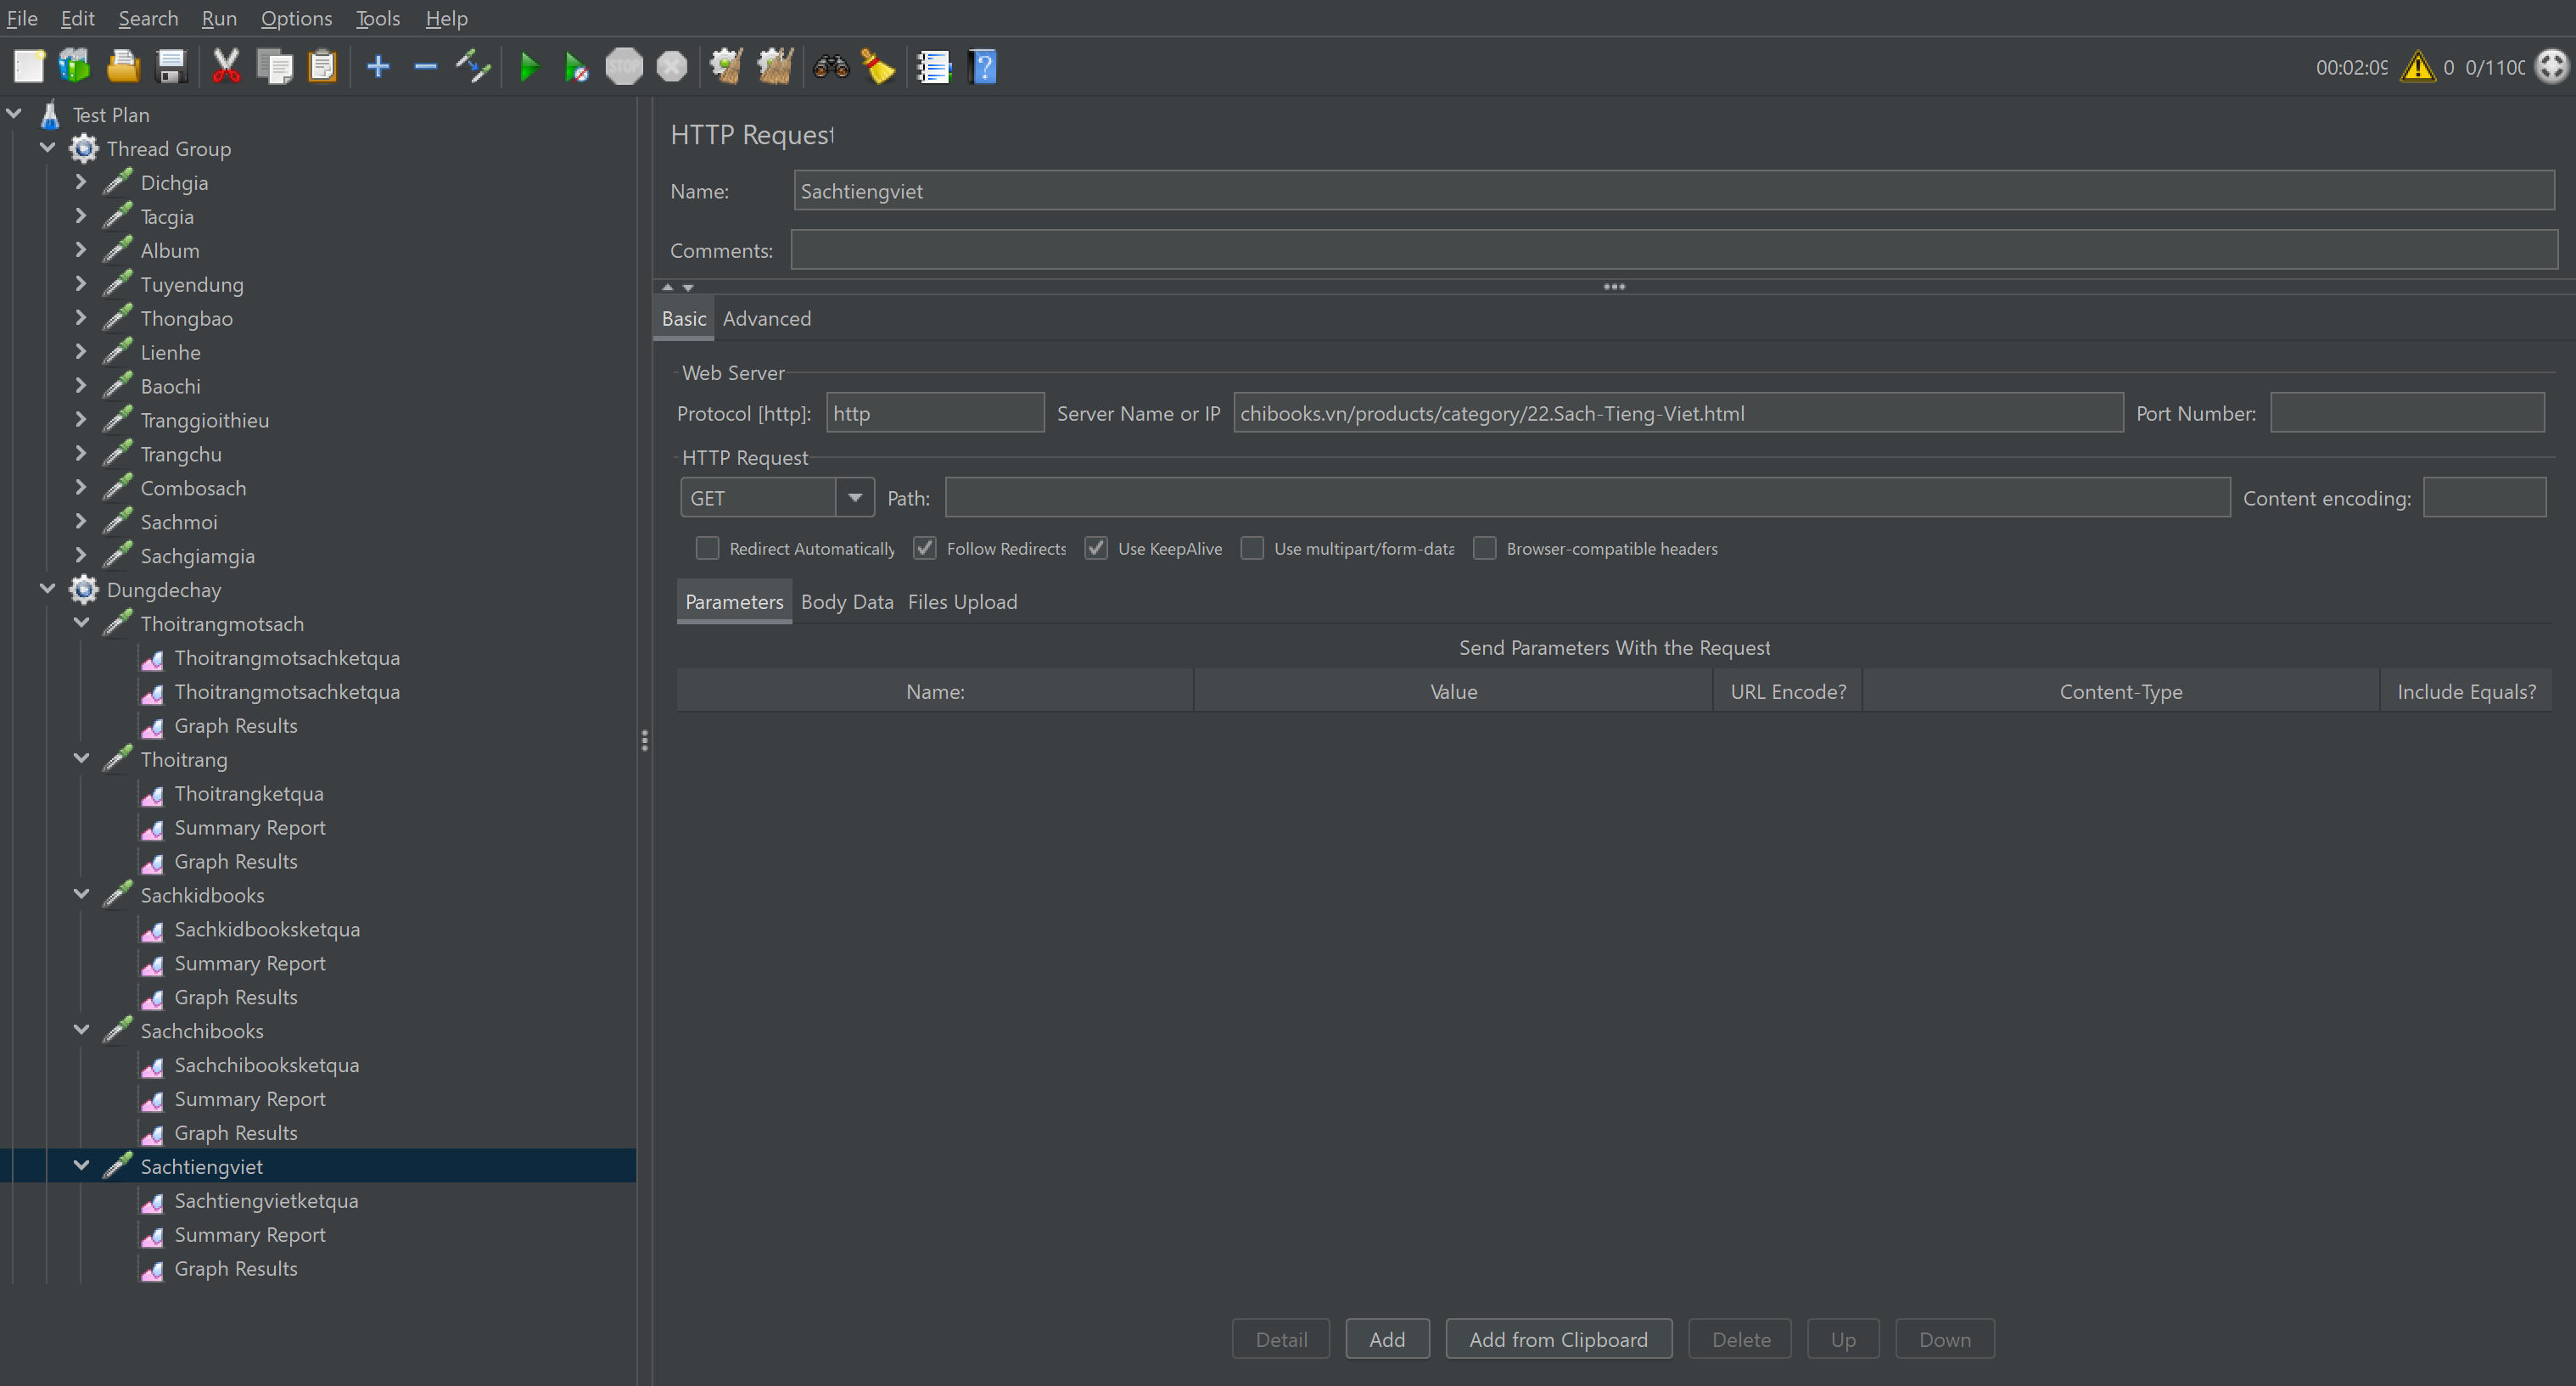 File Edit Search Run Options Tools Help
STOP
00:02:09 0 0/1100
Test Plan
Thread Group
Dichgia
Tacgia
Album
Tuyendung
Thongbao
Lienhe
Baochi
Tranggioithieu
Trangchu
Combosach
Sachmoi
Sachgiamgia
Dungdechay
Thoitrangmotsach
Thoitrangmotsachketqua
Thoitrangmotsachketqua
Graph Results
Thoitrang
Thoitrangketqua
Summary Report
Graph Results
Sachkidbooks
Sachkidbooksketqua
Summary Report
Graph Results
Sachchibooks
Sachchibooksketqua
Summary Report
Graph Results
Sachtiengviet
Sachtiengvietketqua
Summary Report
Graph Results
HTTP Request
Name: Sachtiengviet
Comments:
Basic Advanced
Web Server
Protocol [http]: http Server Name or IP chibooks.vn/products/category/22.Sach-Tieng-Viet.html Port Number:
HTTP Request
GET Path: Content encoding:
Redirect Automatically Follow Redirects Use KeepAlive Use multipart/form-data Browser-compatible headers
Parameters Body Data Files Upload
Send Parameters With the Request
Name: Value URL Encode? Content-Type Include Equals?
Detail Add Add from Clipboard Delete Up Down